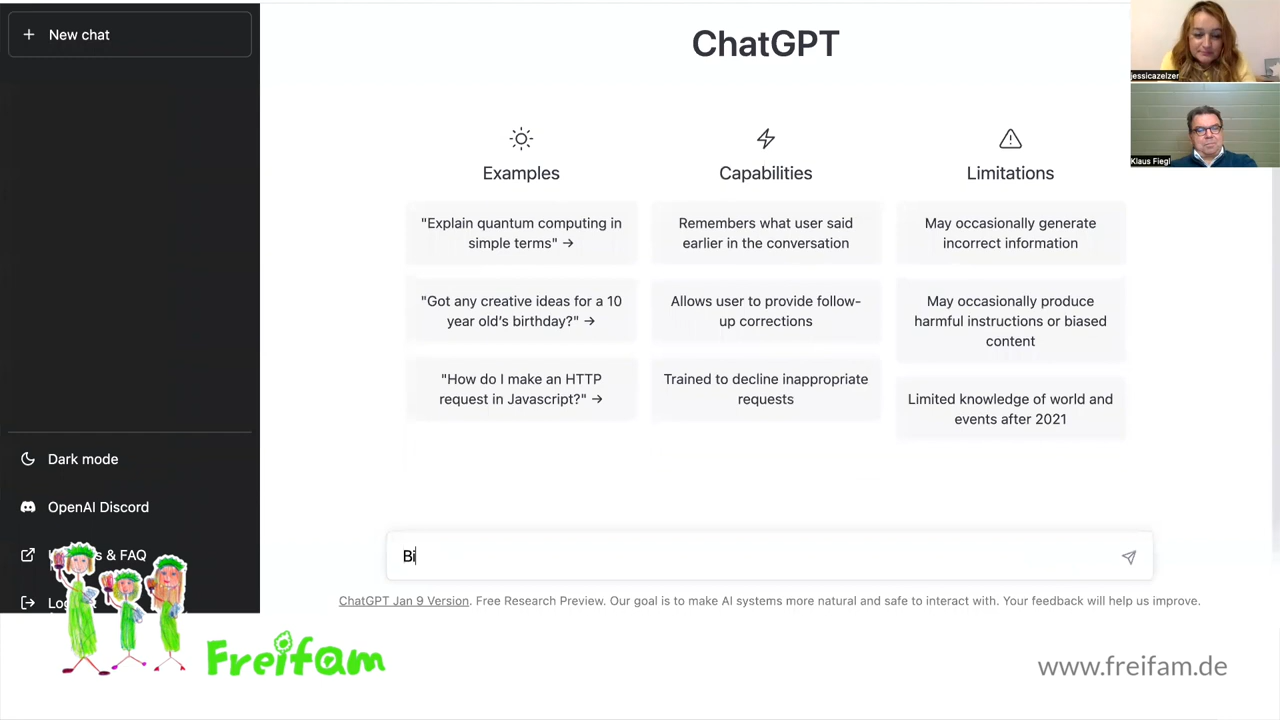 New chat
ChatGPT
Examples
Capabilities
Limitations
"Explain quantum computing in
simple terms" →
Remembers what user said
earlier in the conversation
May occasionally generate
incorrect information
"Got any creative ideas for a 10
year old's birthday?" →
Allows user to provide follow-
up corrections
May occasionally produce
harmful instructions or biased
content
"How do I make an HTTP
request in Javascript?" →
Trained to decline inappropriate
requests
Limited knowledge of world and
events after 2021
jessicazelzer
Klaus Fiegl
Dark mode
OpenAI Discord
& FAQ
Bi
ChatGPT Jan 9 Version. Free Research Preview. Our goal is to make AI systems more natural and safe to interact with. Your feedback will help us improve.
Freifam
www.freifam.de